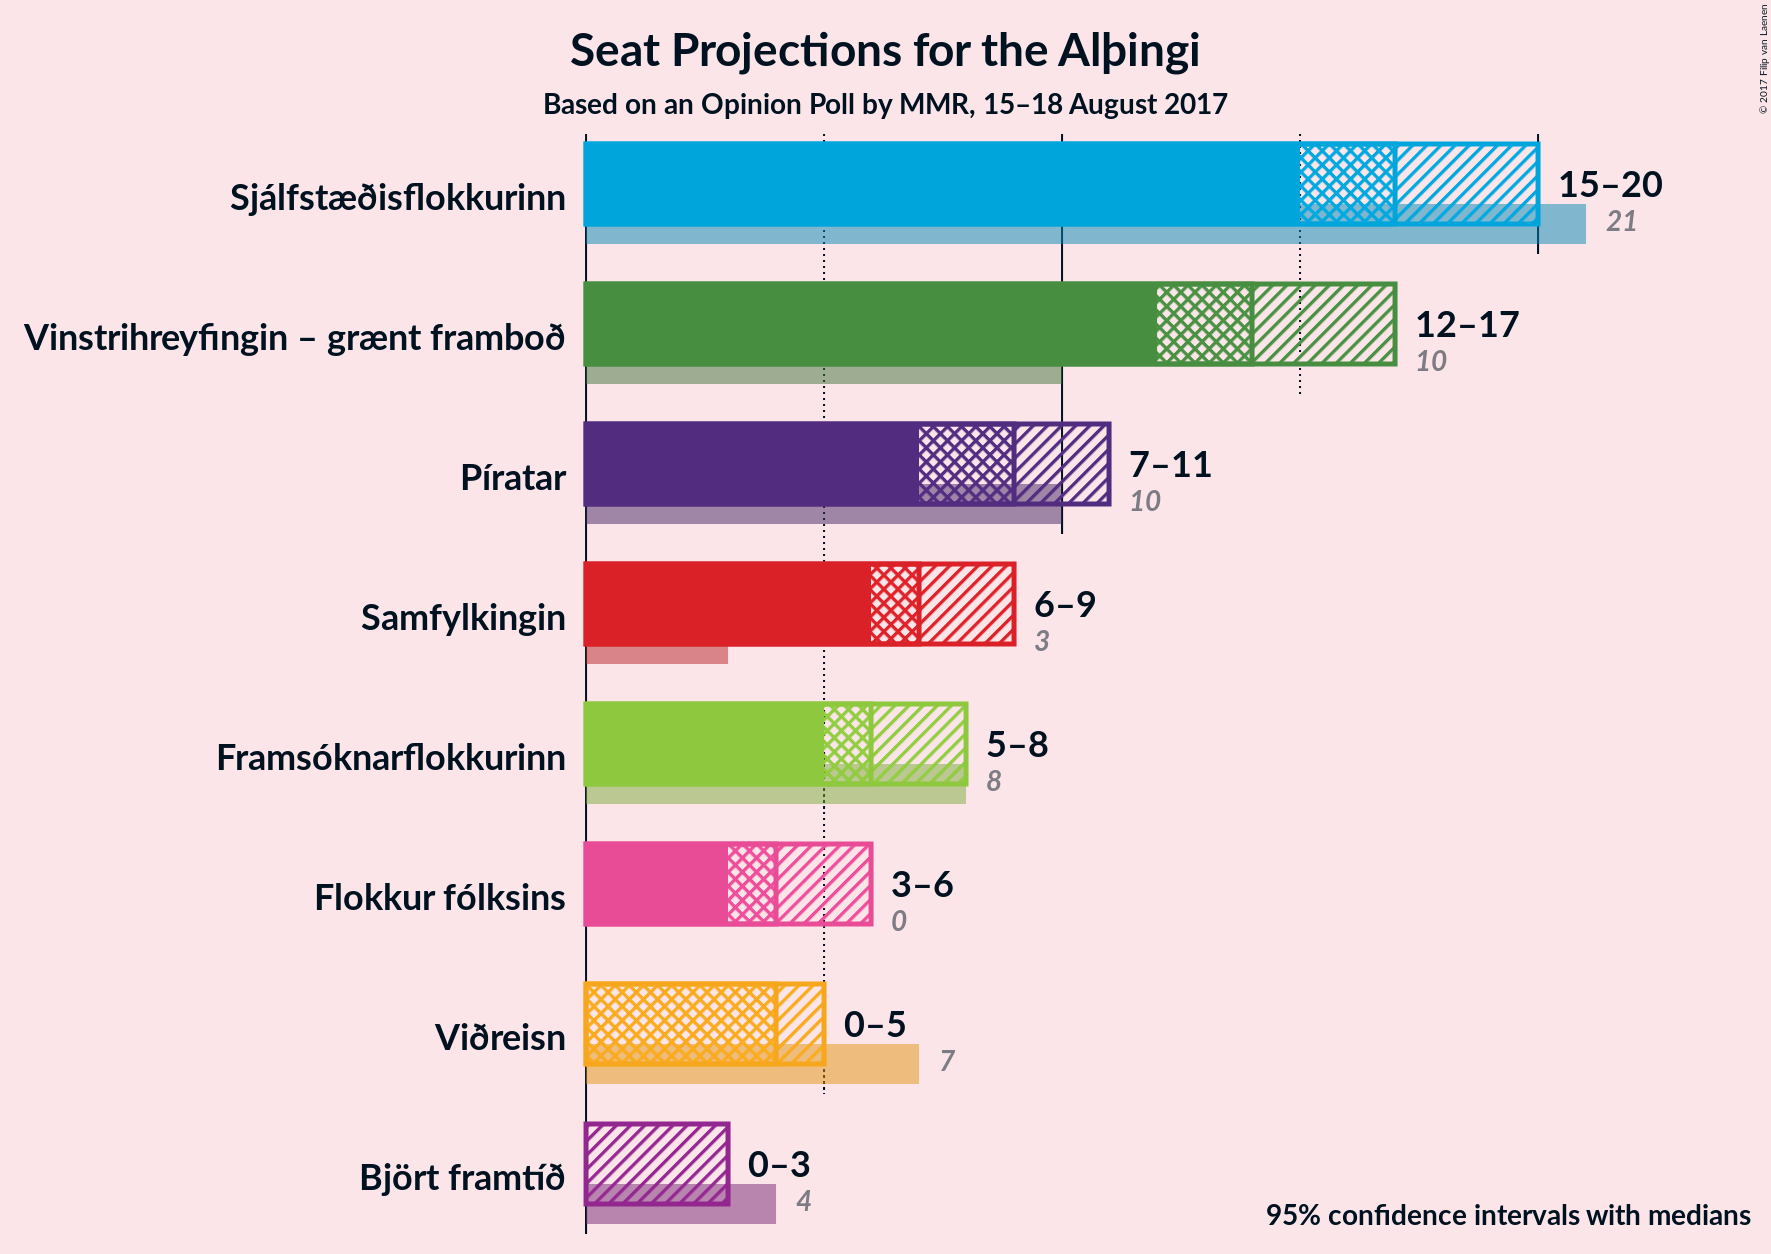 Seat Projections for the Alþingi
Based on an Opinion Poll by MMR, 15–18 August 2017
© 2017 Filip van Laenen
Sjálfstæðisflokkurinn
15–20
21
Vinstrihreyfingin – grænt framboð
12–17
10
Píratar
7–11
10
Samfylkingin
6–9
3
Framsóknarflokkurinn
5–8
8
Flokkur fólksins
3–6
0
Viðreisn
0–5
7
Björt framtíð
0–3
4
95% confidence intervals with medians